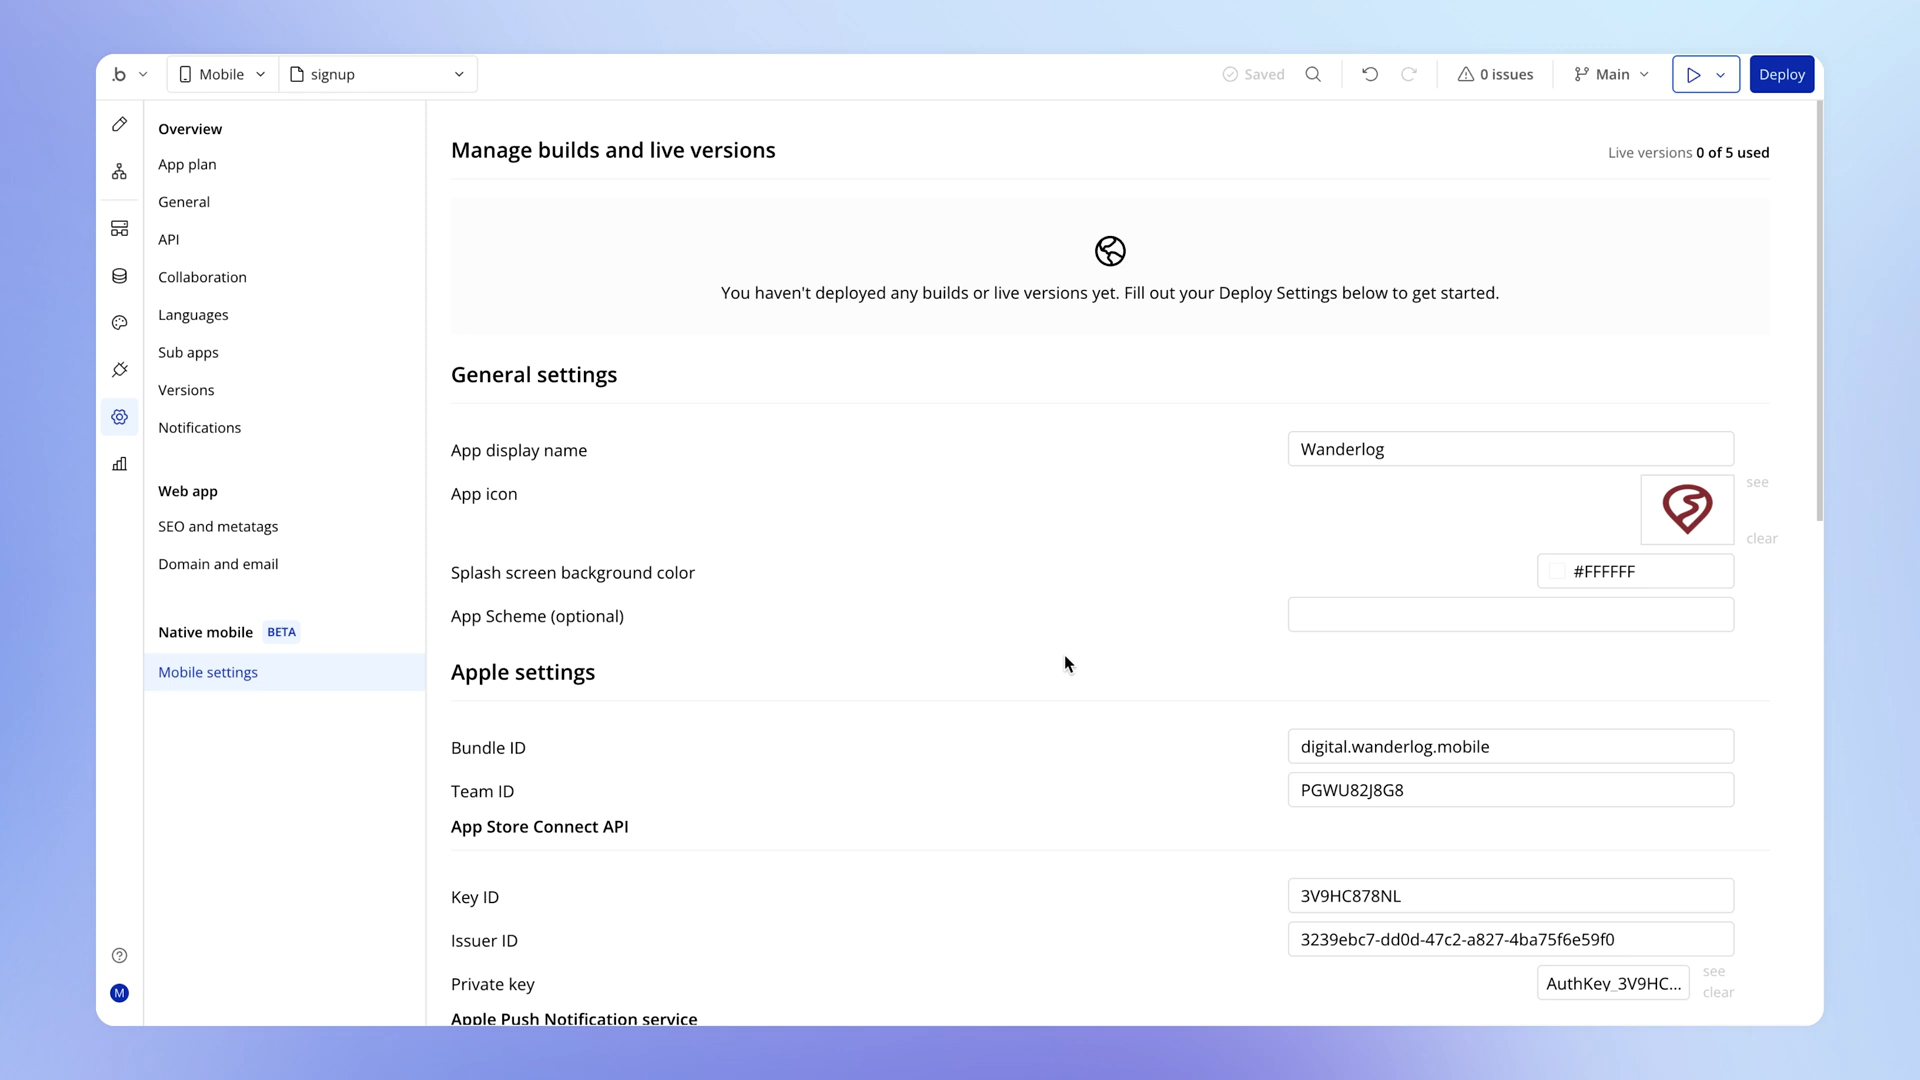 .b Mobile signup Saved 0 issues Main Deploy
Overview
App plan
General
API
Collaboration
Languages
Sub apps
Versions
Notifications
Web app
SEO and metatags
Domain and email
Native mobile BETA
Mobile settings
M
Manage builds and live versions
Live versions 0 of 5 used
You haven't deployed any builds or live versions yet. Fill out your Deploy Settings below to get started.
General settings
App display name Wanderlog
App icon see
clear
Splash screen background color #FFFFFF
App Scheme (optional)
Apple settings
Bundle ID digital.wanderlog.mobile
Team ID PGWU82J8G8
App Store Connect API
Key ID 3V9HC878NL
Issuer ID 3239ebc7-dd0d-47c2-a827-4ba75f6e59f0
Private key AuthKey_3V9HC... see
clear
Apple Push Notification service